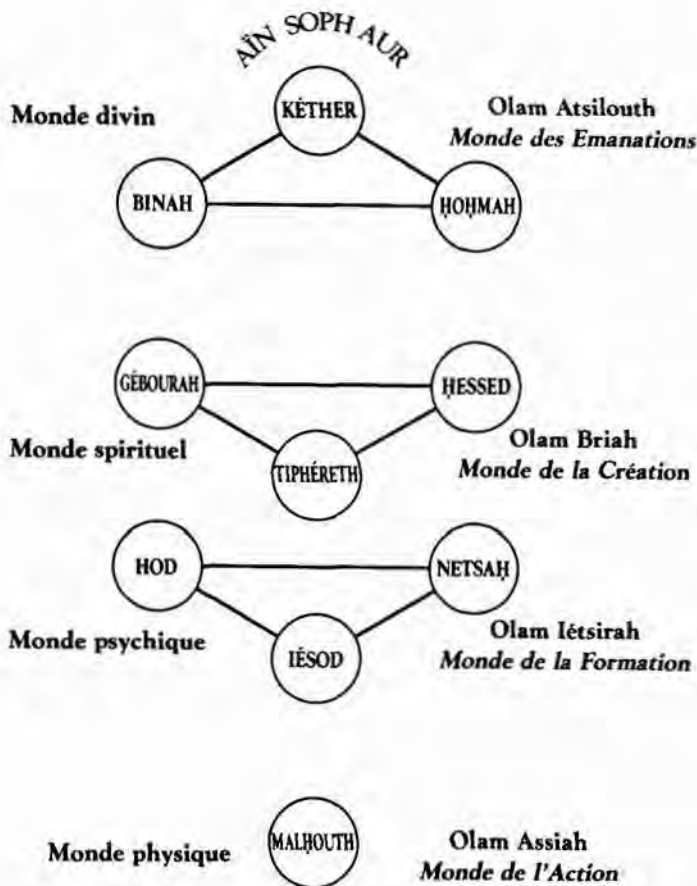 AÏN SOPH AUR
KÉTHER
Monde divin
Olam Atsilouth
Monde des Emanations
BINAH
ḤOḤMAH
GÉBOURAH
ḤESSED
Monde spirituel
Olam Briah
Monde de la Création
TIPHÉRETH
HOD
NETSAḤ
Monde psychique
Olam Iétsirah
Monde de la Formation
IÉSOD
Monde physique
MALḤOUTH
Olam Assiah
Monde de l'Action